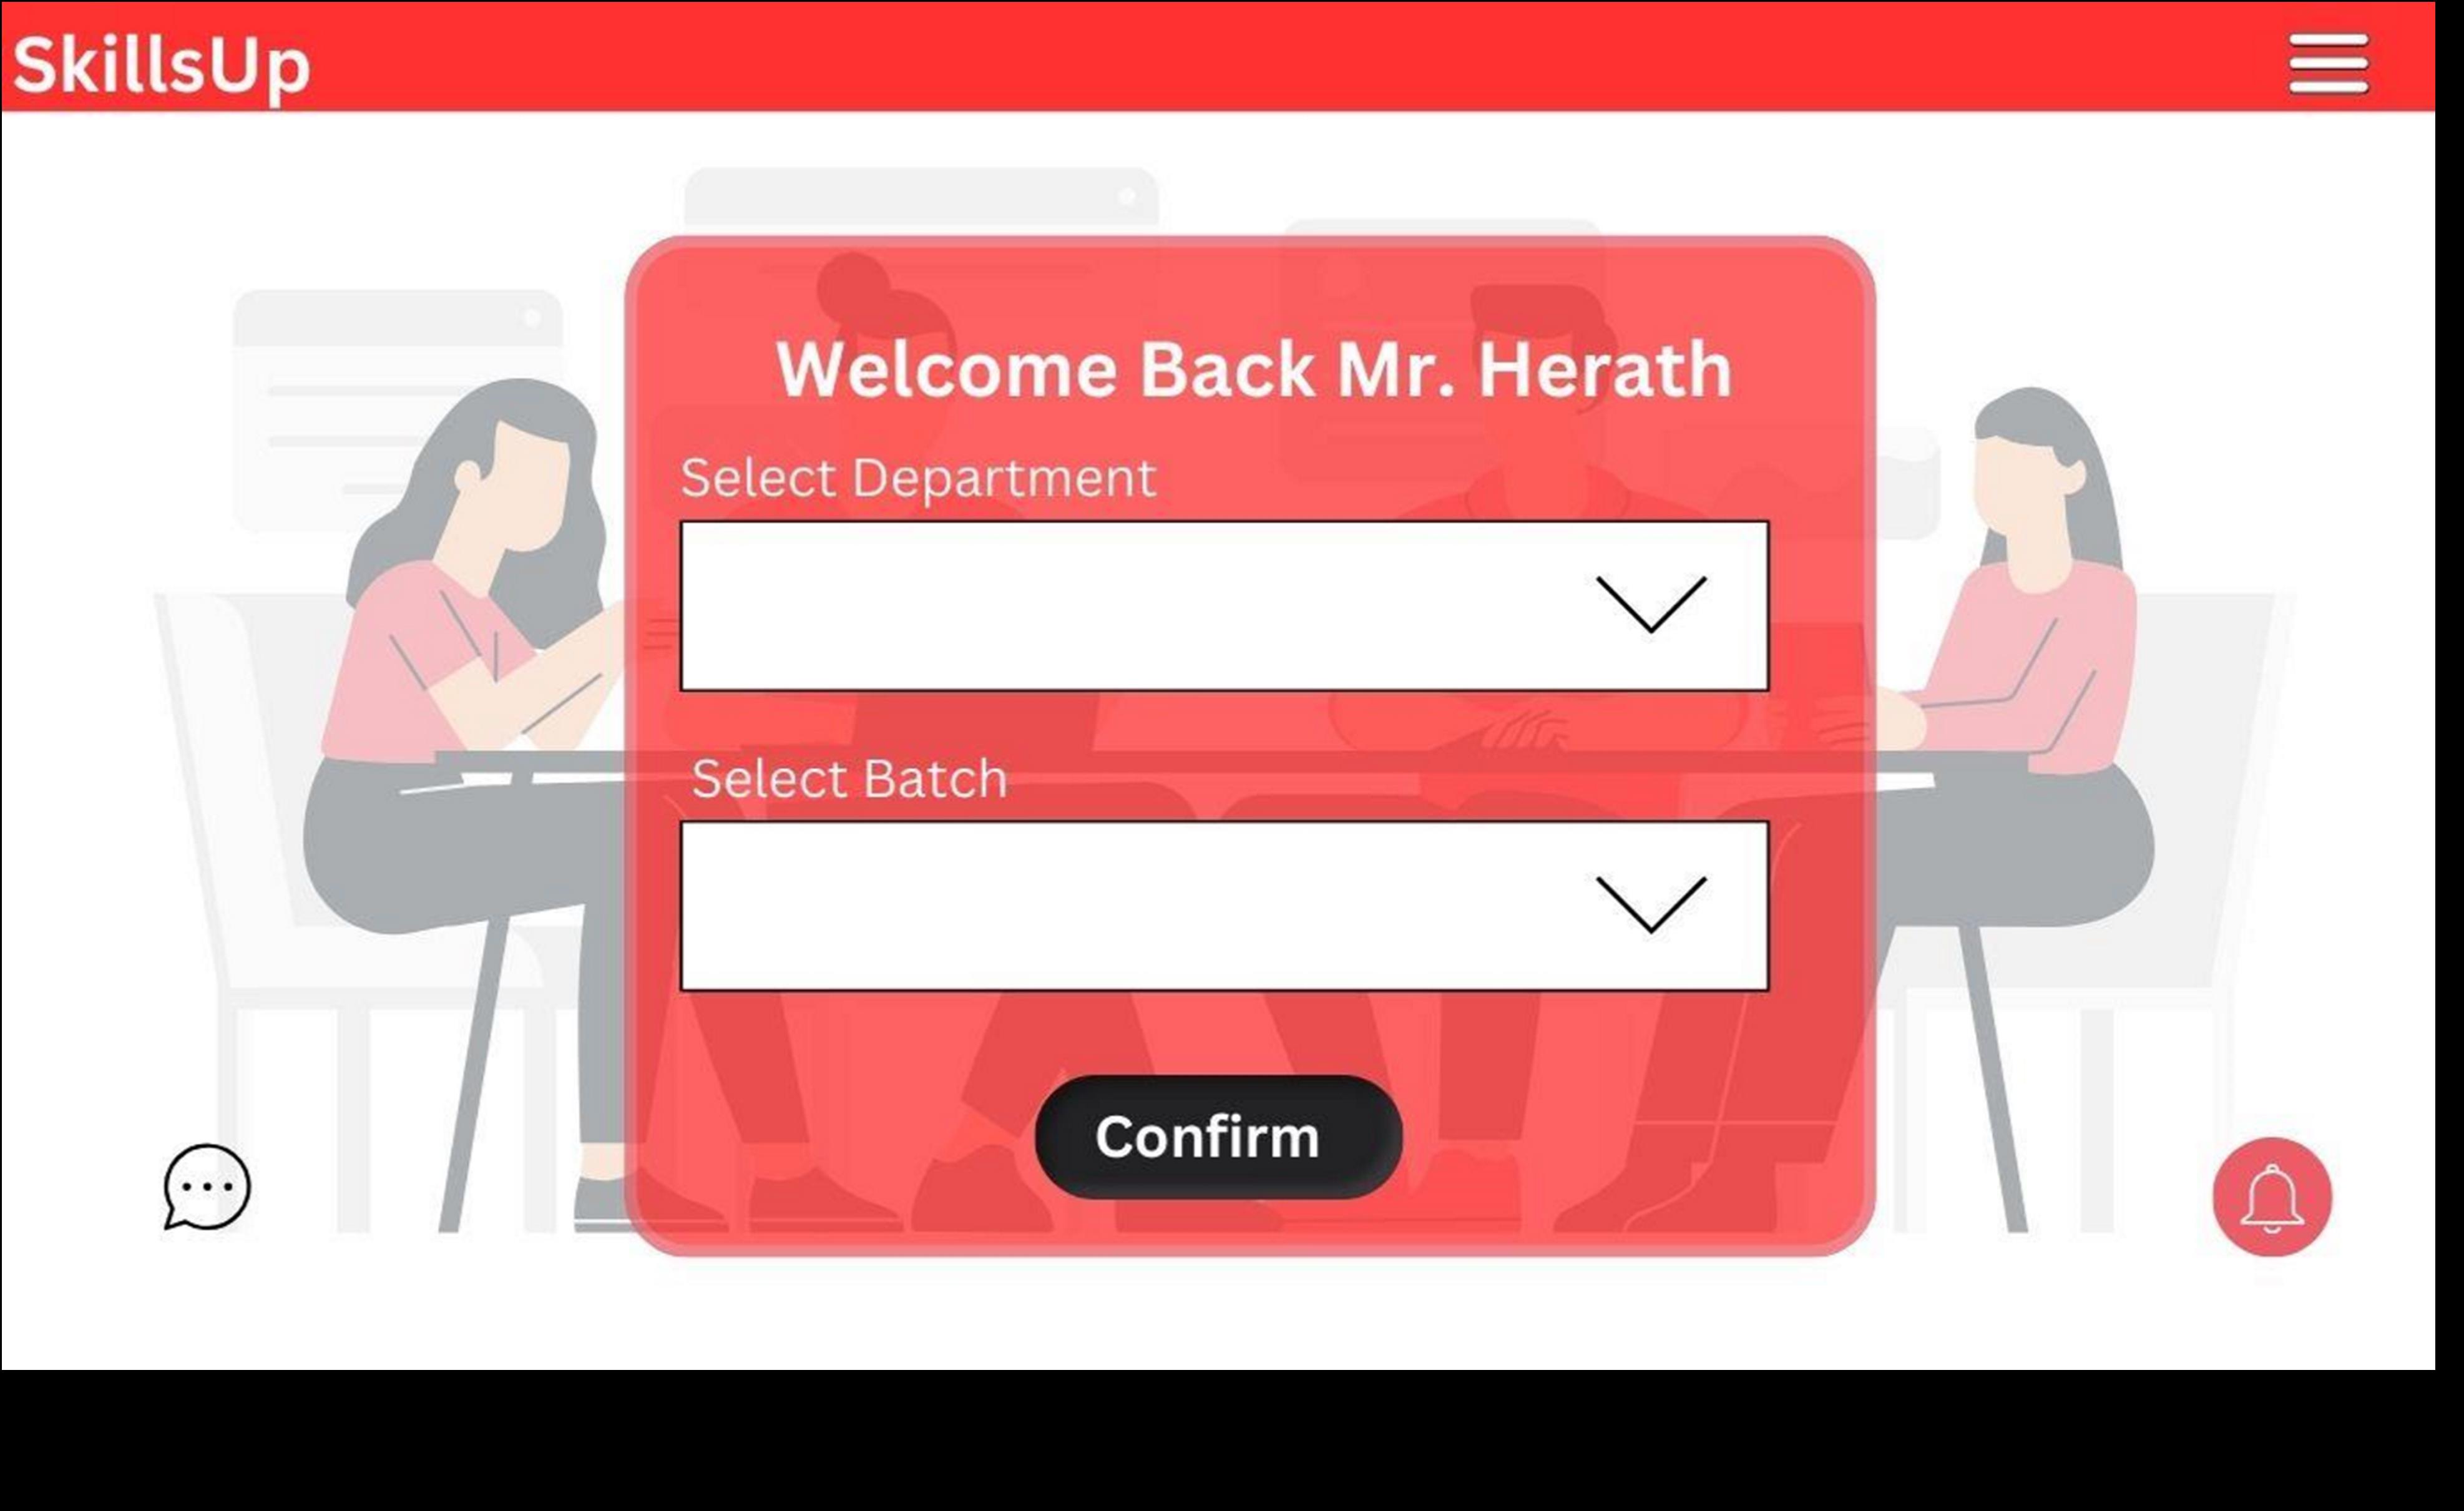 SkillsUp
Welcome Back Mr. Herath
Select Department
Select Batch
Confirm